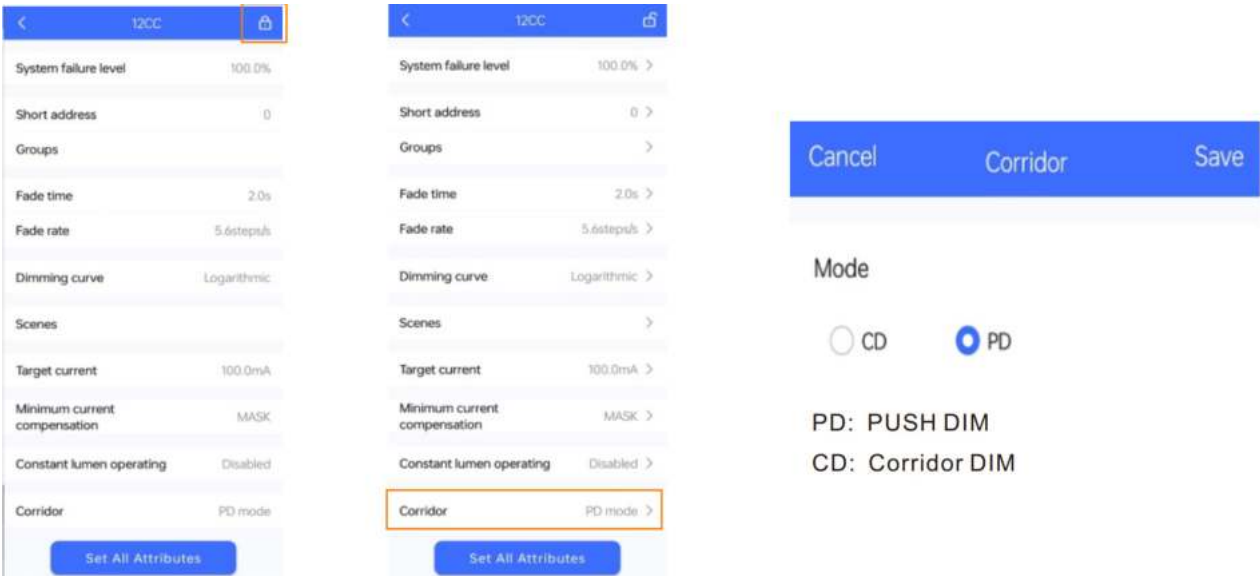 12CC
System failure level 100.0%
Short address 0
Groups
Fade time 2.0s
Fade rate 5.6steps/s
Dimming curve Logarithmic
Scenes
Target current 100.0mA
Minimum current
compensation MASK
Constant lumen operating Disabled
Corridor PD mode
Set All Attributes
12CC
System failure level 100.0%
Short address 0
Groups
Fade time 2.0s
Fade rate 5.6steps/s
Dimming curve Logarithmic
Scenes
Target current 100.0mA
Minimum current
compensation MASK
Constant lumen operating Disabled
Corridor PD mode
Set All Attributes
Cancel Corridor Save
Mode
CD PD
PD: PUSH DIM
CD: Corridor DIM